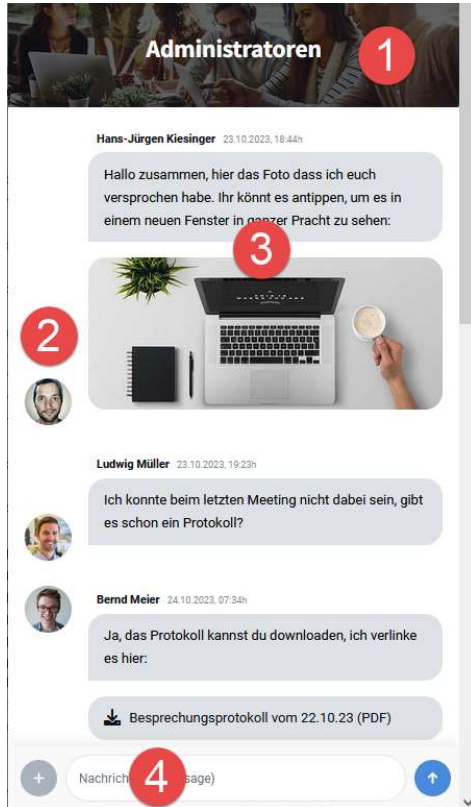 Administratoren
1
Hans-Jürgen Kiesinger 23.10.2023, 18:44h
Hallo zusammen, hier das Foto dass ich euch
versprochen habe. Ihr könnt es antippen, um es in
einem neuen Fenster in ganzer Pracht zu sehen:
3
2
Ludwig Müller 23.10.2023, 19:23h
Ich konnte beim letzten Meeting nicht dabei sein, gibt
es schon ein Protokoll?
Bernd Meier 24.10.2023, 07:34h
Ja, das Protokoll kannst du downloaden, ich verlinke
es hier:
Besprechungsprotokoll vom 22.10.23 (PDF)
4